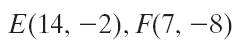 E(14, −2), F(7, −8)